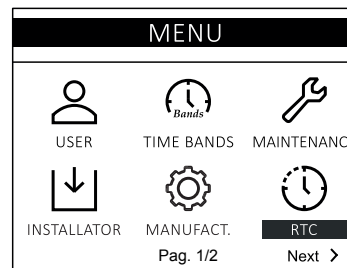 MENU
Bands
USER TIME BANDS MAINTENANC
INSTALLATOR MANUFACT. RTC
Pag. 1/2 Next >